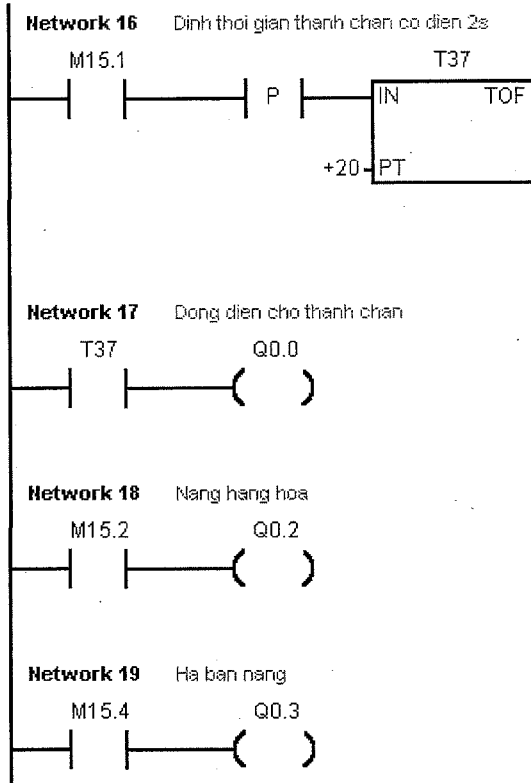 Network 16 Dinh thoi gian thanh chan co dien 2s
M15.1 T37
P IN TOF
+20 PT
Network 17 Dong dien cho thanh chan
T37 Q0.0
Network 18 Nang hang hoa
M15.2 Q0.2
Network 19 Ha ban nang
M15.4 Q0.3